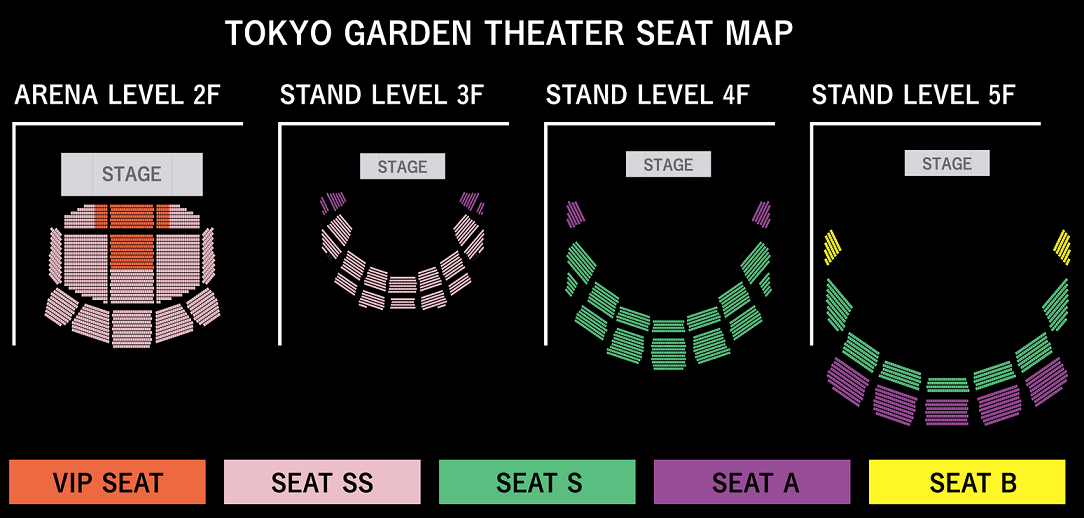 TOKYO GARDEN THEATER SEAT MAP
ARENA LEVEL 2F
STAND LEVEL 3F
STAND LEVEL 4F
STAND LEVEL 5F
STAGE
STAGE
STAGE
STAGE
VIP SEAT
SEAT SS
SEAT S
SEAT A
SEAT B